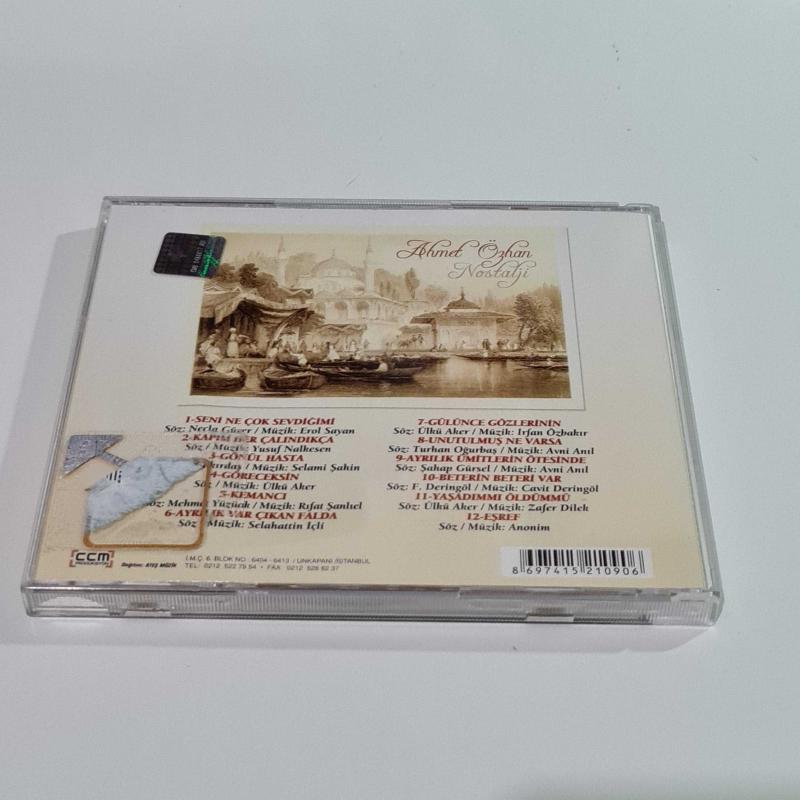 Ahmet Özhan
Nostalji
1-SENİ NE ÇOK SEVDİĞİMİ
Söz: Necla Güzer / Müzik: Erol Sayan
2-KAPIM HER ÇALINDIKÇA
Söz / Müzik: Yusuf Nalkesen
3-GÖNÜL HASTA
/ Müzik: Selami Şahin
4-GÖRECEKSİN
Söz / Müzik: Ülkü Aker
5-KEMANCI
Söz: Mehmet Yüzüak / Müzik: Rıfat Şanlıel
6-AYRILIK VAR ÇIKAN FALDA
Söz / Müzik: Selahattin İçli
7-GÜLÜNCE GÖZLERİNİN
Söz: Ülkü Aker / Müzik: İrfan Özbakır
8-UNUTULMUŞ NE VARSA
Söz: Turhan Oğurbaş / Müzik: Avni Anıl
9-AYRILIK ÜMİTLERİN ÖTESİNDE
Söz: Şahap Gürsel / Müzik: Avni Anıl
10-BETERİN BETERİ VAR
Söz: F. Deringöl / Müzik: Cavit Deringöl
11-YAŞADIMMI ÖLDÜMMÜ
Söz: Ülkü Aker / Müzik: Zafer Dilek
12-EŞREF
Söz / Müzik: Anonim
CCM
Dağıtım: ATEŞ MÜZİK
İ.M.Ç. 6. BLOK NO : 6404 - 6413 / UNKAPANI /İSTANBUL
TEL: 0212 522 79 54 • FAX 0212 526 62 37
8 697415 210906